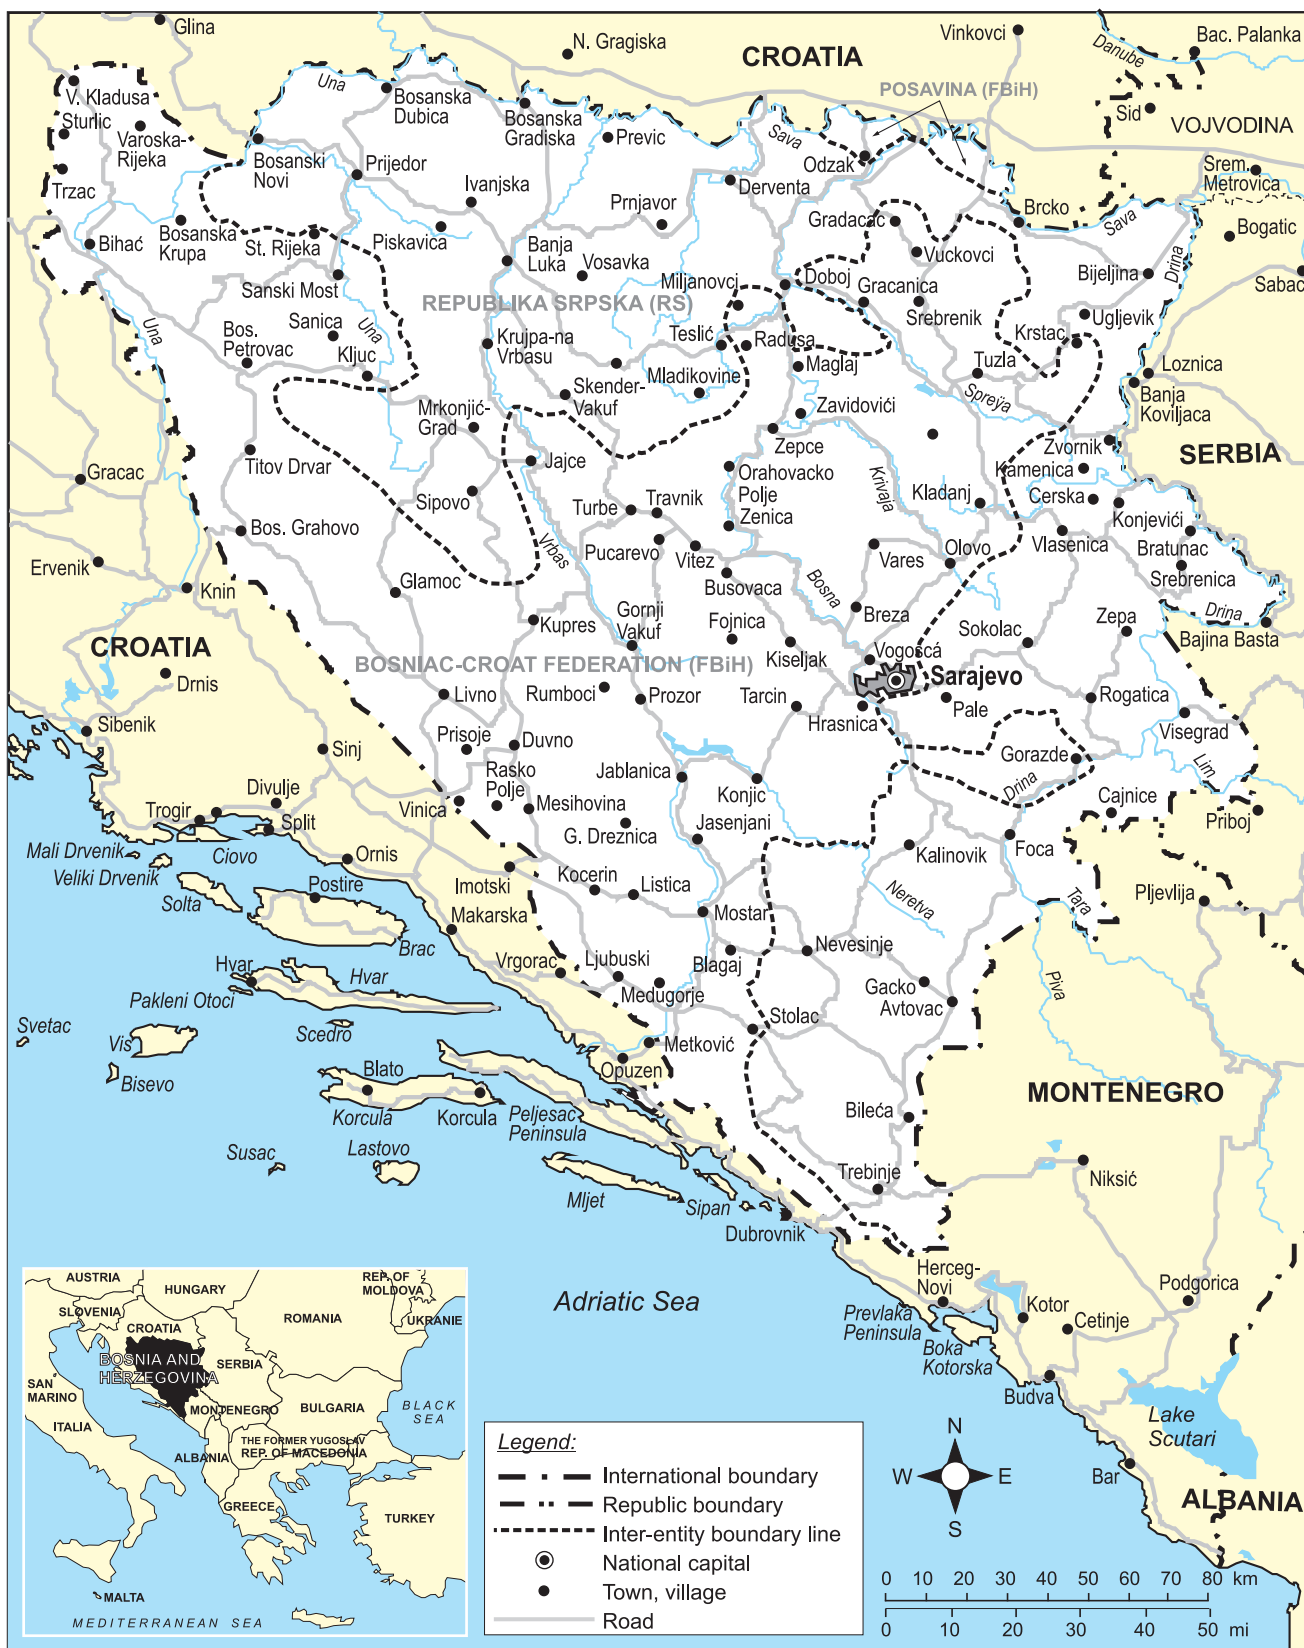 Glina
N. Gragiska
CROATIA
Vinkovci
Danube
Bac. Palanka
V. Kladusa
Sturlic
Varoska-
Rijeka
Trzac
Una
Bosanska
Dubica
Bosanska
Gradiska
Previc
POSAVINA (FBiH)
Sava
Sid
VOJVODINA
Srem.
Metrovica
Bosanski
Novi
Prijedor
Ivanjska
Prnjavor
Derventa
Odzak
Gradacac
Brcko
Sava
Drina
Bogatic
Sabac
Bihać
Bosanska
Krupa
St. Rijeka
Piskavica
Banja
Luka
Vosavka
Vuckovci
Bijeljina
Sanski Most
REPUBLIKA SRPSKA (RS)
Miljanovci
Doboj
Gracanica
Srebrenik
Ugljevik
Krstac
Una
Bos.
Petrovac
Sanica
Kljuc
Una
Krujpa-na
Vrbasu
Teslić
Radusa
Maglaj
Tuzla
Loznica
Mladikovine
Skender-
Vakuf
Zavidovići
Spreÿa
Banja
Koviljaca
Mrkonjić-
Grad
Zepce
Zvornik
SERBIA
Gracac
Titov Drvar
Jajce
Orahovacko
Polje
Krivaja
Kamenica
Sipovo
Turbe
Travnik
Zenica
Kladanj
Cerska
Konjevići
Bos. Grahovo
Vrbas
Pucarevo
Vitez
Vares
Olovo
Vlasenica
Bratunac
Srebrenica
Ervenik
Knin
Glamoc
Busovaca
Bosna
Breza
Drina
Bajina Basta
Kupres
Gornji
Vakuf
Fojnica
Kiseljak
Vogošcá
Sokolac
Zepa
CROATIA
BOSNIAC-CROAT FEDERATION (FBiH)
Drnis
Livno
Rumboci
Prozor
Tarcin
Sarajevo
Hrasnica
Pale
Rogatica
Visegrad
Sibenik
Sinj
Prisoje
Duvno
Gorazde
Lim
Rasko
Polje
Jablanica
Konjic
Drina
Divulje
Vinica
Mesihovina
Cajnice
Priboj
Trogir
Split
G. Dreznica
Jasenjani
Kalinovik
Foca
Mali Drvenik
Ciovo
Ornis
Veliki Drvenik
Imotski
Kocerin
Listica
Neretva
Tara
Pljevlija
Solta
Postire
Makarska
Mostar
Brac
Vrgorac
Ljubuski
Blagaj
Nevesinje
Hvar
Hvar
Medugorje
Gacko
Avtovac
Piva
Pakleni Otoci
Svetac
Scedro
Stolac
Vis
Metković
Bisevo
Blato
Opuzen
MONTENEGRO
Korcula
Korcula
Peljesac
Peninsula
Bileća
Susac
Lastovo
Niksić
Mljet
Sipan
Trebinje
Dubrovnik
Herceg-
Novi
Podgorica
Adriatic Sea
Prevlaka
Peninsula
Kotor
Cetinje
Boka
Kotorska
Budva
Lake
Scutari
Bar
ALBANIA
AUSTRIA
HUNGARY
REP. OF
MOLDOVA
SLOVENIA
ROMANIA
UKRANIE
CROATIA
BOSNIA AND
HERZEGOVINA
SERBIA
SAN
MARINO
MONTENEGRO
BULGARIA
BLACK
SEA
ITALIA
THE FORMER YUGOSLAV
REP. OF MACEDONIA
ALBANIA
GREECE
TURKEY
MALTA
MEDITERRANEAN SEA
Legend:
International boundary
Republic boundary
Inter-entity boundary line
National capital
Town, village
Road
N
W E
S
0 10 20 30 40 50 60 70 80 km
0 10 20 30 40 50 mi